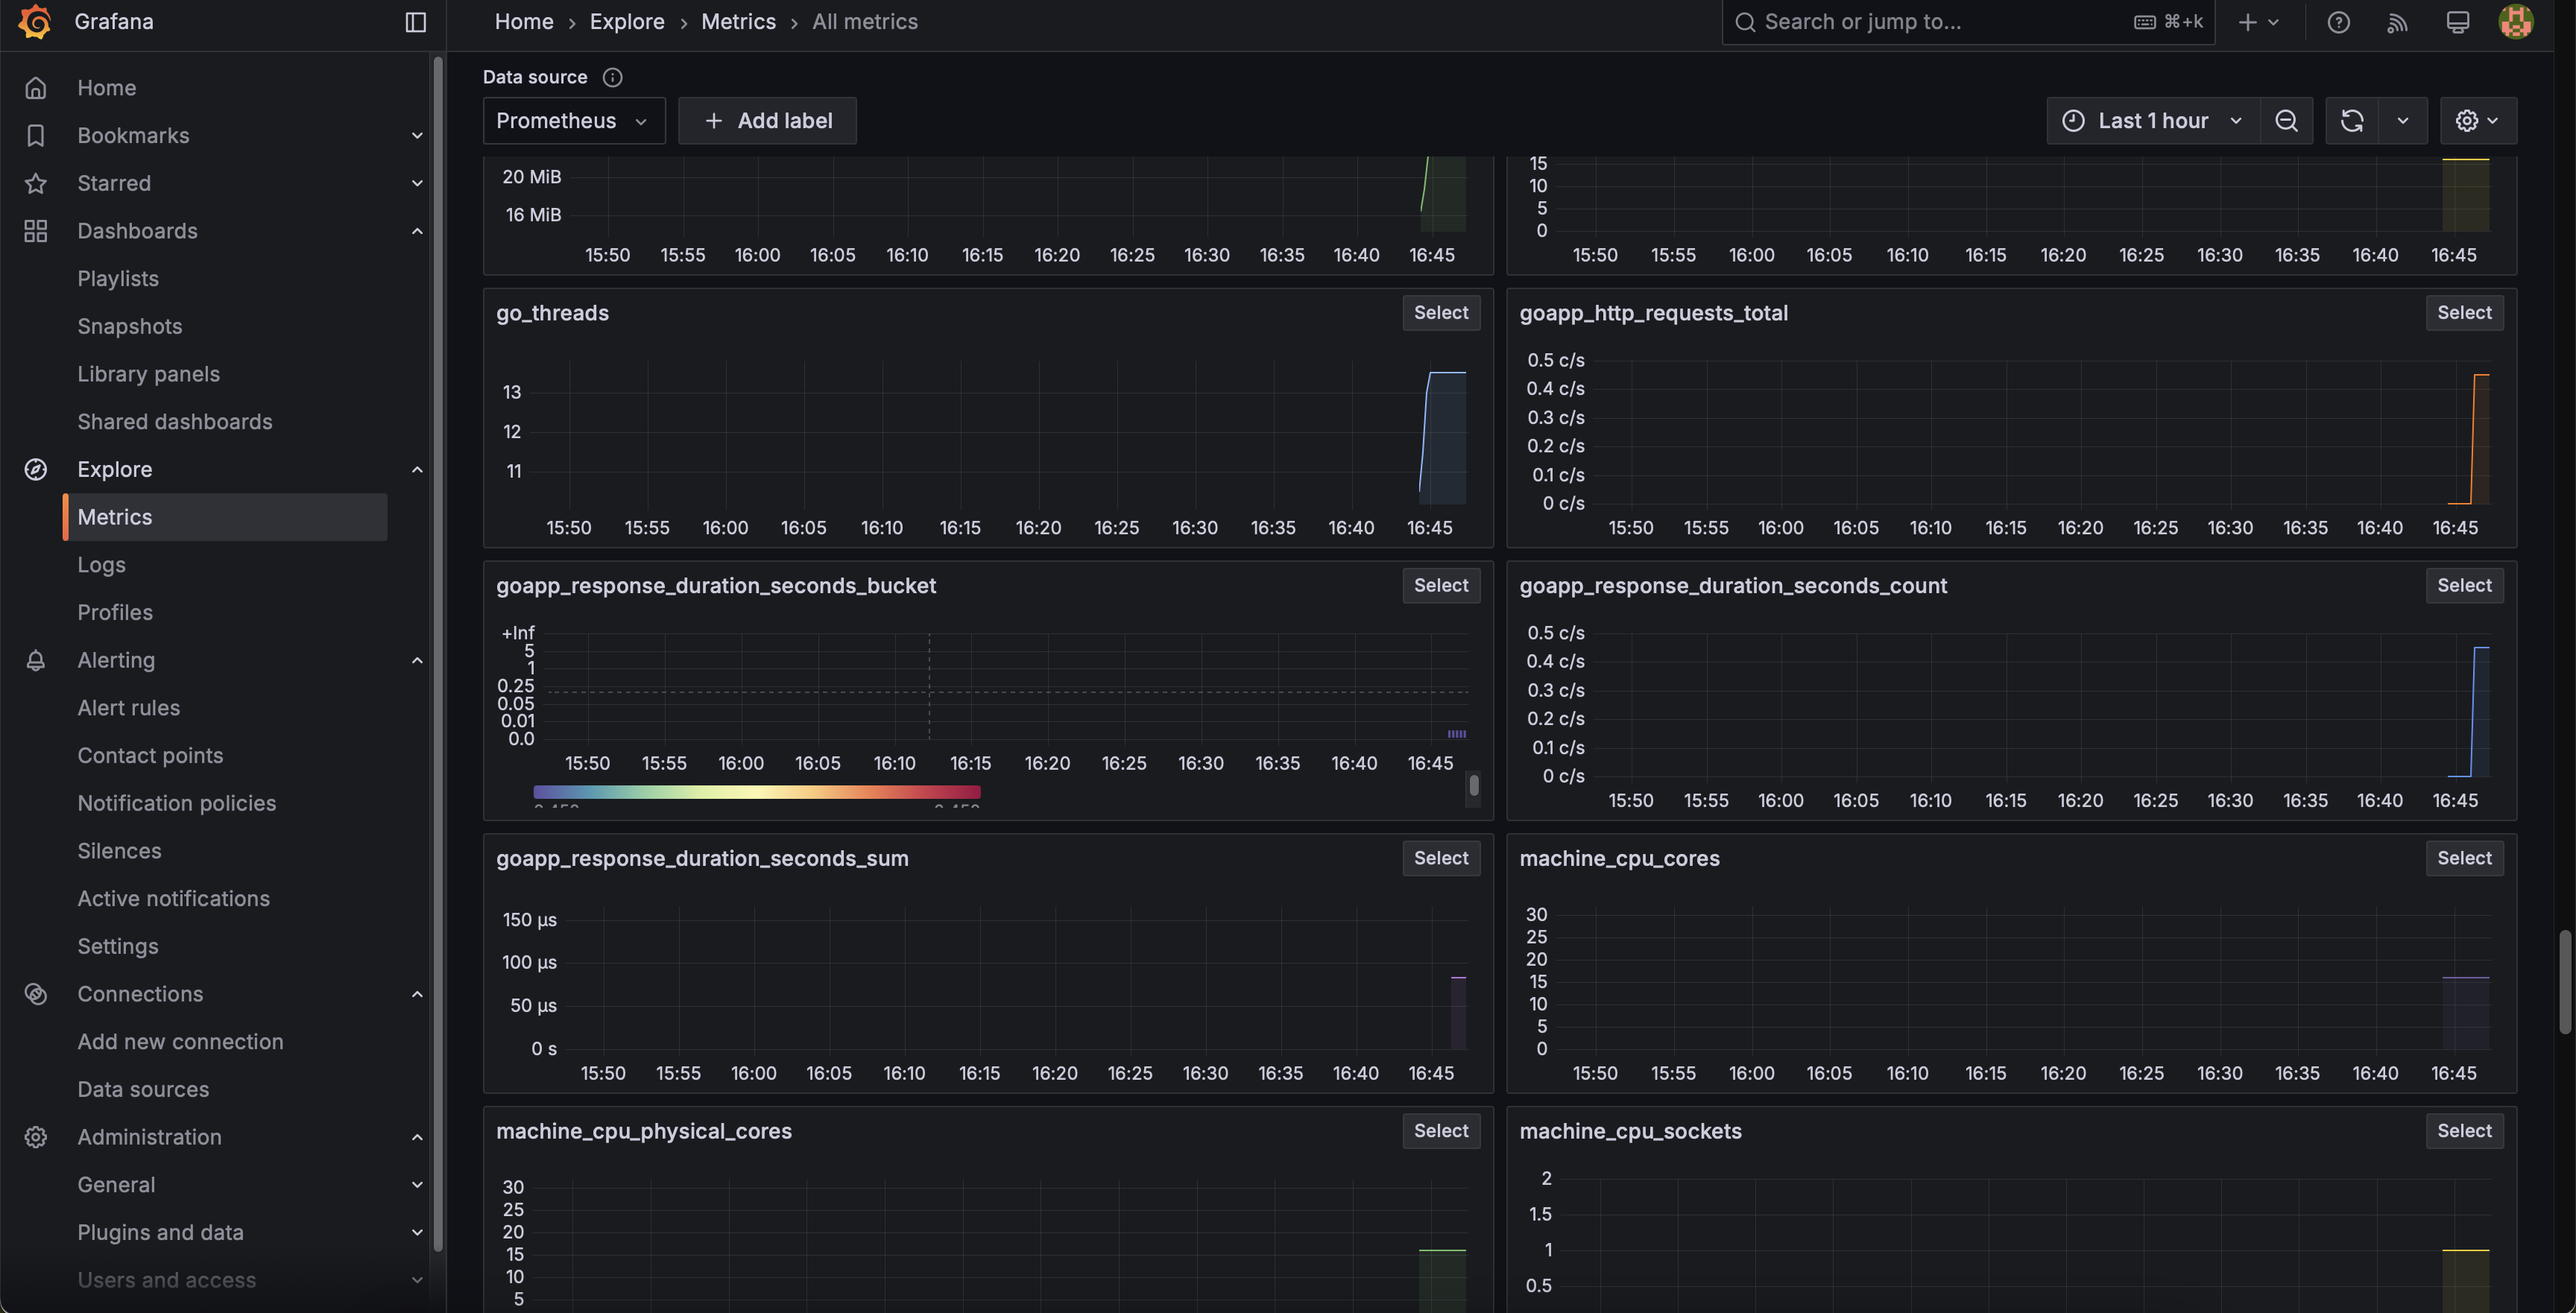 Grafana
Home › Explore › Metrics › All metrics
Search or jump to... ⌘+k
Home
Bookmarks
Starred
Dashboards
Playlists
Snapshots
Library panels
Shared dashboards
Explore
Metrics
Logs
Profiles
Alerting
Alert rules
Contact points
Notification policies
Silences
Active notifications
Settings
Connections
Add new connection
Data sources
Administration
General
Plugins and data
Users and access
Data source
Prometheus
+ Add label
Last 1 hour
20 MiB
16 MiB
15:50 15:55 16:00 16:05 16:10 16:15 16:20 16:25 16:30 16:35 16:40 16:45
15
10
5
0
15:50 15:55 16:00 16:05 16:10 16:15 16:20 16:25 16:30 16:35 16:40 16:45
go_threads
Select
13
12
11
15:50 15:55 16:00 16:05 16:10 16:15 16:20 16:25 16:30 16:35 16:40 16:45
goapp_http_requests_total
Select
0.5 c/s
0.4 c/s
0.3 c/s
0.2 c/s
0.1 c/s
0 c/s
15:50 15:55 16:00 16:05 16:10 16:15 16:20 16:25 16:30 16:35 16:40 16:45
goapp_response_duration_seconds_bucket
Select
+Inf
5
1
0.25
0.05
0.01
0.0
15:50 15:55 16:00 16:05 16:10 16:15 16:20 16:25 16:30 16:35 16:40 16:45
goapp_response_duration_seconds_count
Select
0.5 c/s
0.4 c/s
0.3 c/s
0.2 c/s
0.1 c/s
0 c/s
15:50 15:55 16:00 16:05 16:10 16:15 16:20 16:25 16:30 16:35 16:40 16:45
goapp_response_duration_seconds_sum
Select
150 µs
100 µs
50 µs
0 s
15:50 15:55 16:00 16:05 16:10 16:15 16:20 16:25 16:30 16:35 16:40 16:45
machine_cpu_cores
Select
30
25
20
15
10
5
0
15:50 15:55 16:00 16:05 16:10 16:15 16:20 16:25 16:30 16:35 16:40 16:45
machine_cpu_physical_cores
Select
30
25
20
15
10
5
machine_cpu_sockets
Select
2
1.5
1
0.5